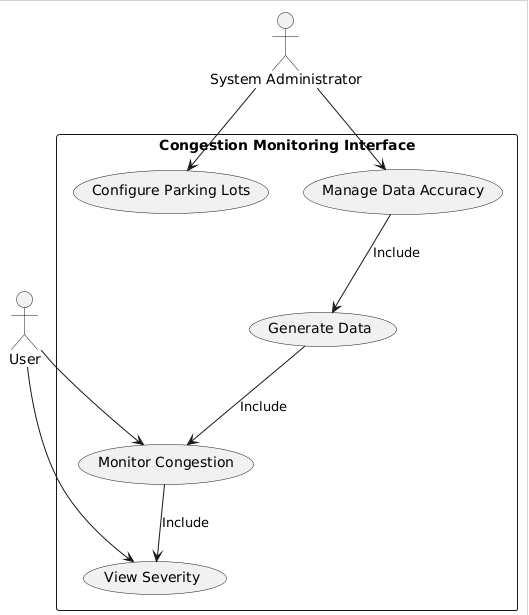 System Administrator
Congestion Monitoring Interface
Configure Parking Lots
Manage Data Accuracy
Include
Generate Data
User
Include
Monitor Congestion
Include
View Severity